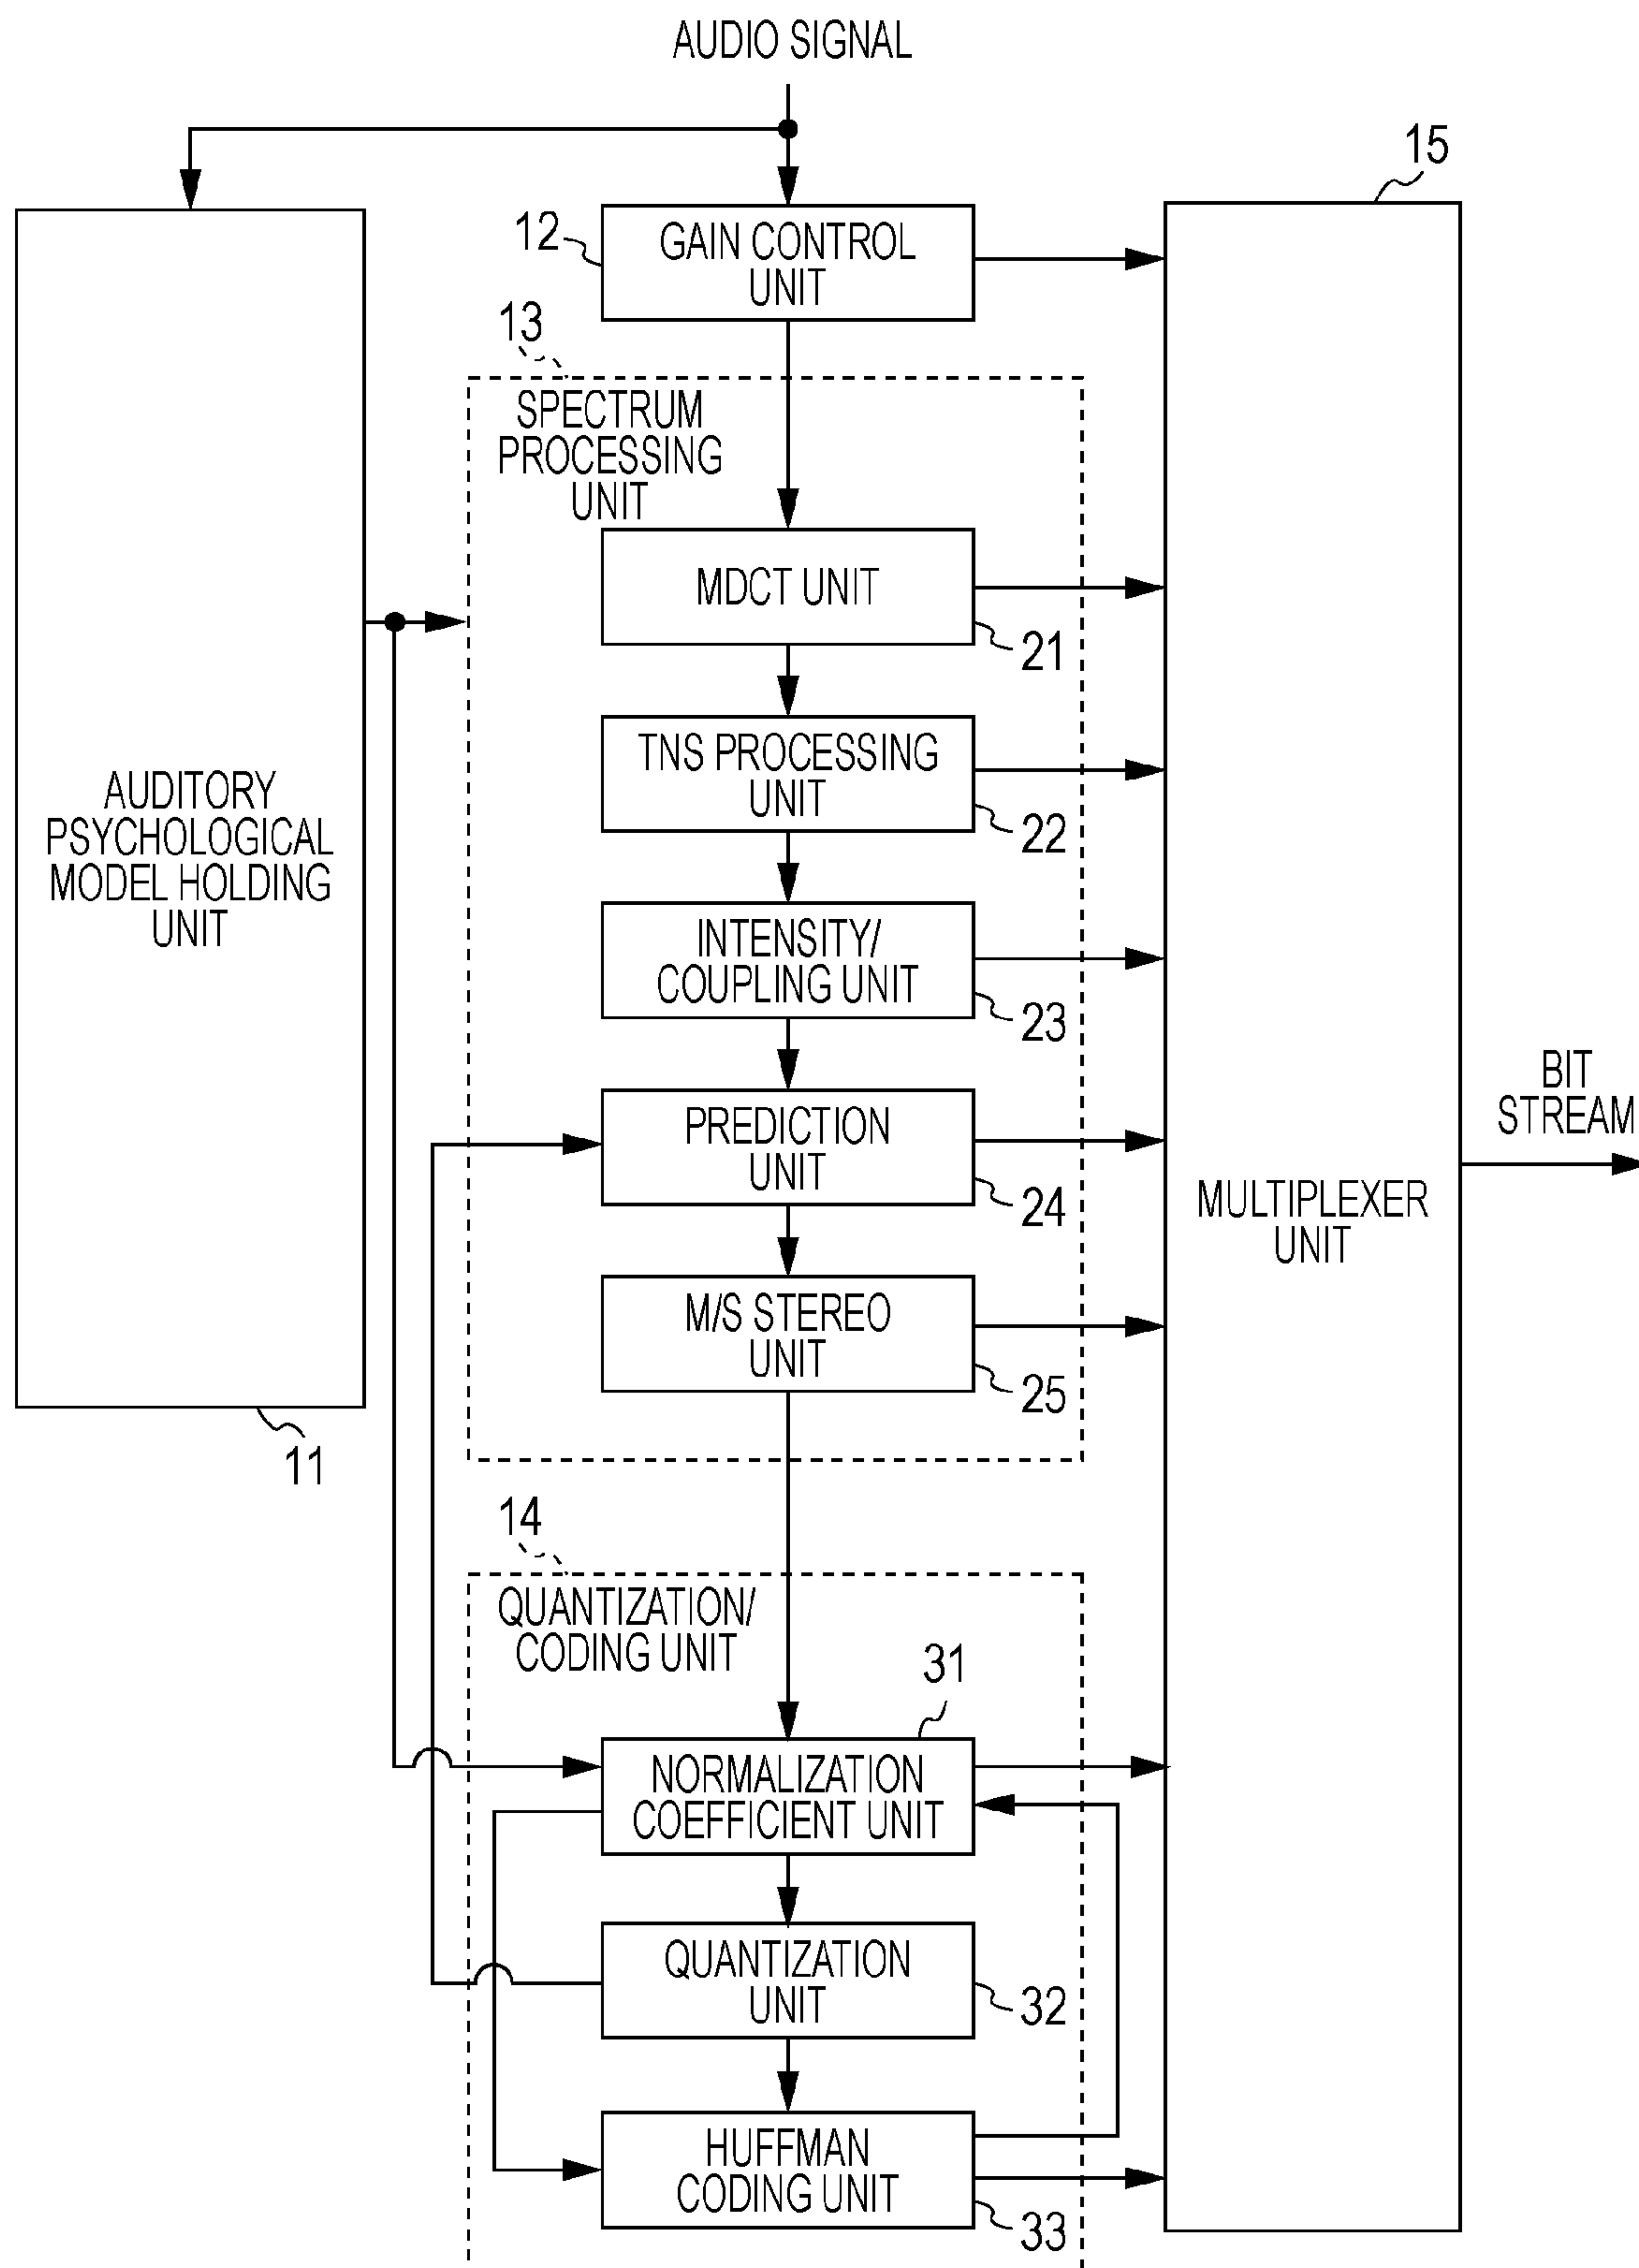 AUDIO SIGNAL
15
12
GAIN CONTROL
UNIT
13
SPECTRUM
PROCESSING
UNIT
MDCT UNIT
21
TNS PROCESSING
UNIT
22
AUDITORY
PSYCHOLOGICAL
MODEL HOLDING
UNIT
INTENSITY/
COUPLING UNIT
23
BIT
STREAM
PREDICTION
UNIT
24
MULTIPLEXER
UNIT
M/S STEREO
UNIT
25
11
14
QUANTIZATION/
CODING UNIT
31
NORMALIZATION
COEFFICIENT UNIT
QUANTIZATION
UNIT
32
HUFFMAN
CODING UNIT
33